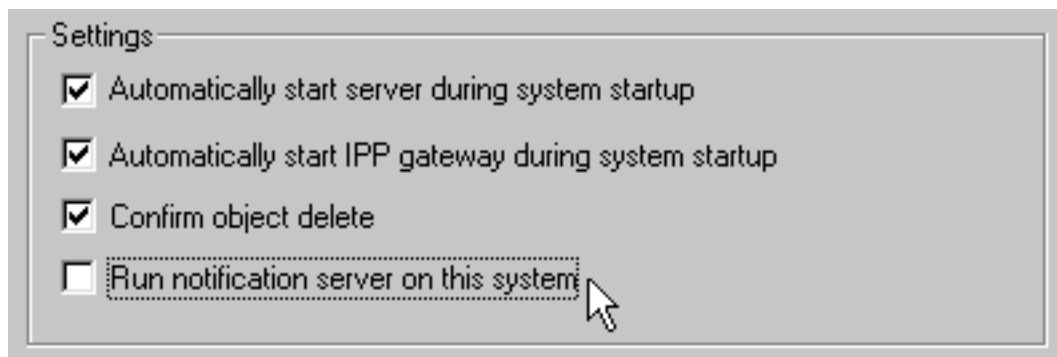 Settings
Automatically start server during system startup
Automatically start IPP gateway during system startup
Confirm object delete
Run notification server on this system